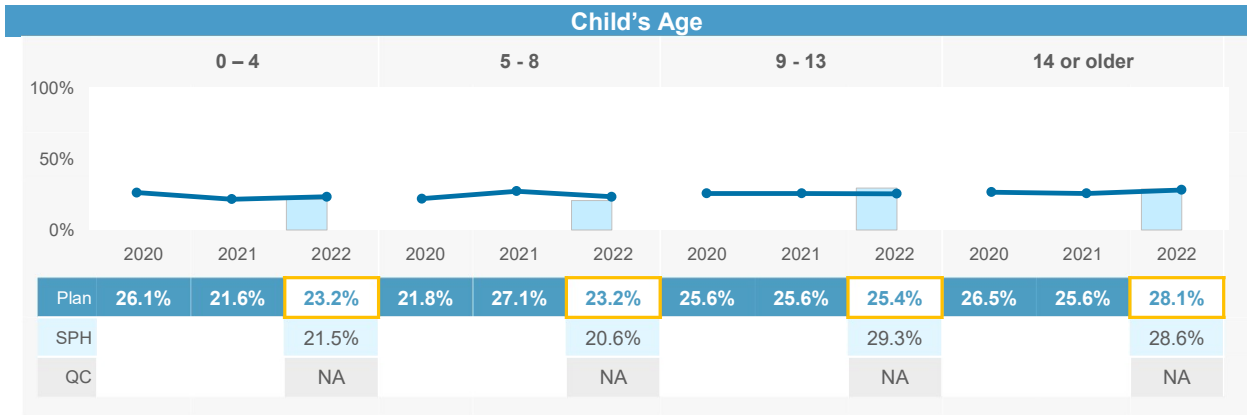 Child's Age
0 – 4 5 - 8 9 - 13 14 or older
100%
50%
0%
2020 2021 2022 2020 2021 2022 2020 2021 2022 2020 2021 2022
Plan 26.1% 21.6% 23.2% 21.8% 27.1% 23.2% 25.6% 25.6% 25.4% 26.5% 25.6% 28.1%
SPH 21.5% 20.6% 29.3% 28.6%
QC NA NA NA NA